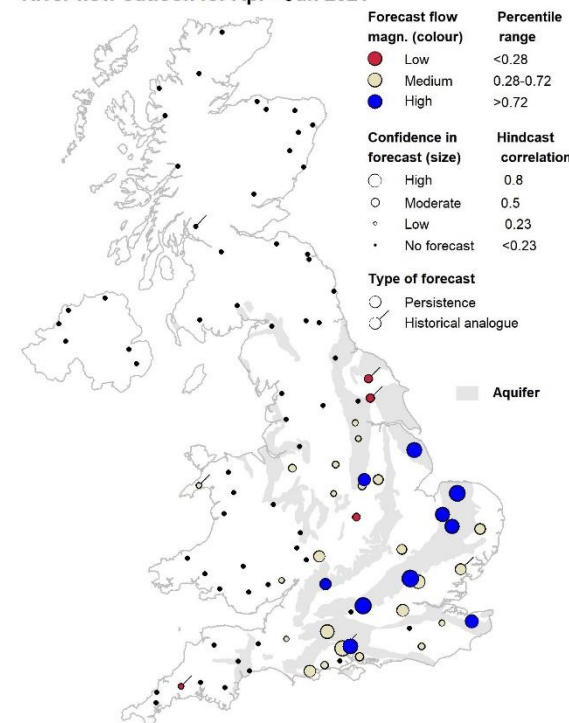 Forecast flow Percentile
magn. (colour) range
Low <0.28
Medium 0.28-0.72
High >0.72
Confidence in Hindcast
forecast (size) correlation
High 0.8
Moderate 0.5
Low 0.23
No forecast <0.23
Type of forecast
Persistence
Historical analogue
Aquifer